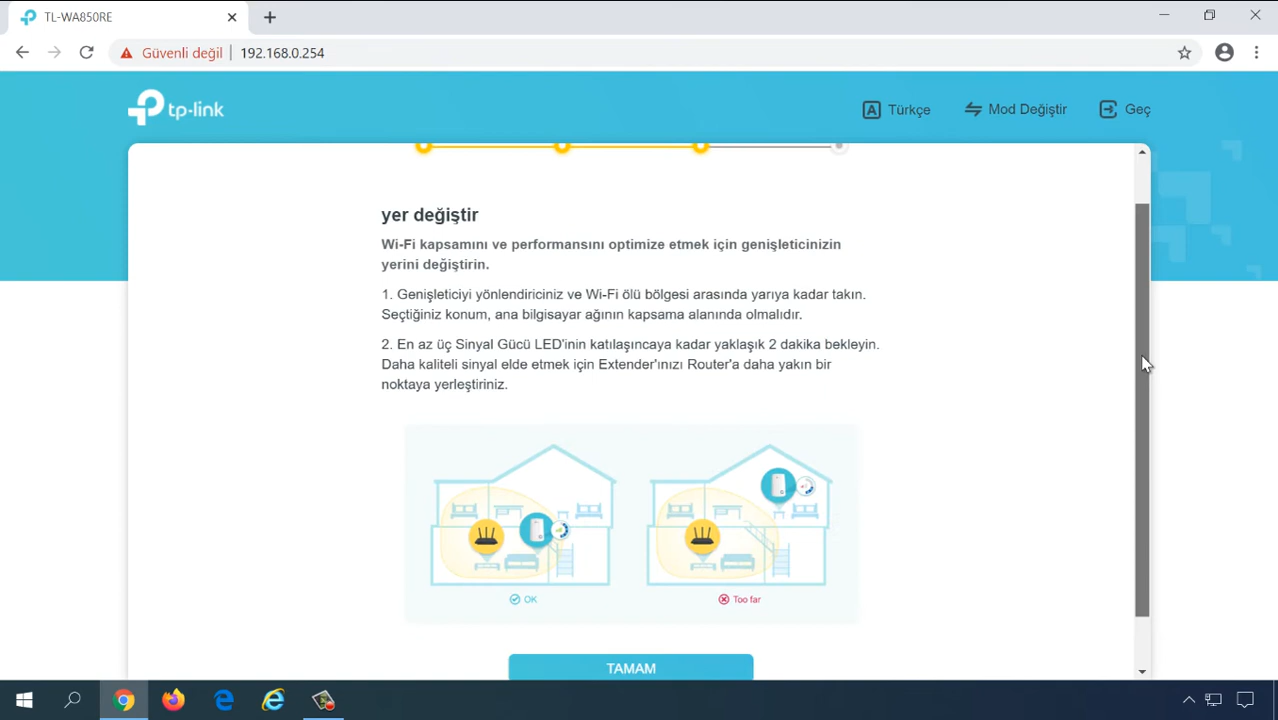 TL-WA850RE
Güvenli değil
192.168.0.254
tp-link
Türkçe
Mod Değiştir
Geç
yer değiştir
Wi-Fi kapsamını ve performansını optimize etmek için genişleticinizin
yerini değiştirin.
1. Genişleticiyi yönlendiriciniz ve Wi-Fi ölü bölgesi arasında yarıya kadar takın.
Seçtiğiniz konum, ana bilgisayar ağının kapsama alanında olmalıdır.
2. En az üç Sinyal Gücü LED'inin katılaşıncaya kadar yaklaşık 2 dakika bekleyin.
Daha kaliteli sinyal elde etmek için Extender'ınızı Router'a daha yakın bir
noktaya yerleştiriniz.
OK
Too far
TAMAM